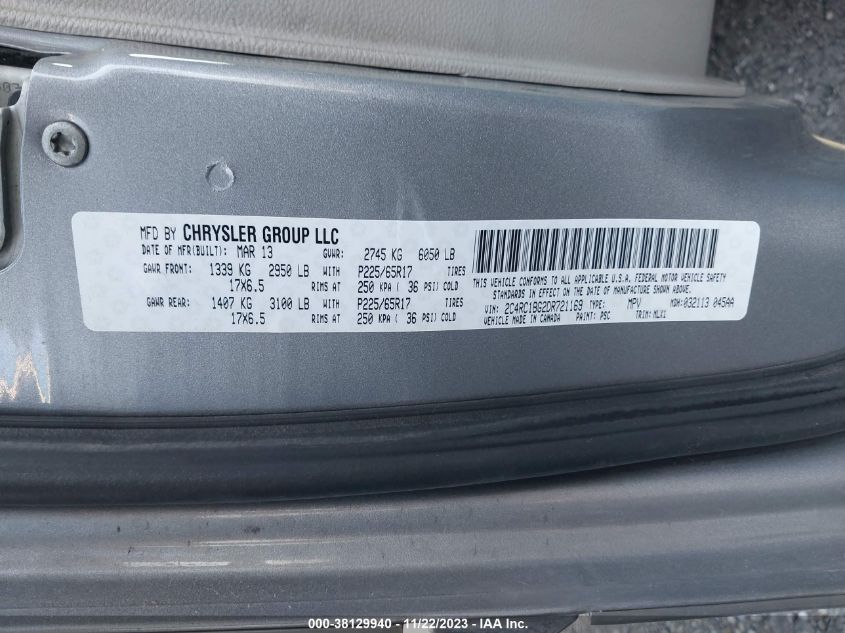 MFD BY CHRYSLER GROUP LLC
DATE OF MFR(BUILT): MAR 13 GVWR: 2745 KG 6050 LB
GAWR FRONT: 1339 KG 2950 LB WITH P225/65R17 TIRES
17X6.5 RIMS AT 250 KPA ( 36 PSI) COLD
GAWR REAR: 1407 KG 3100 LB WITH P225/65R17 TIRES
17X6.5 RIMS AT 250 KPA ( 36 PSI) COLD
THIS VEHICLE CONFORMS TO ALL APPLICABLE U.S.A. FEDERAL MOTOR VEHICLE SAFETY
STANDARDS IN EFFECT ON THE DATE OF MANUFACTURE SHOWN ABOVE.
VIN: 2C4RC1BG2DR721169 TYPE: MPV MDH:032113 045AA
VEHICLE MADE IN CANADA PAINT: PSC TRIM:
000-38129940 - 11/22/2023 - IAA Inc.